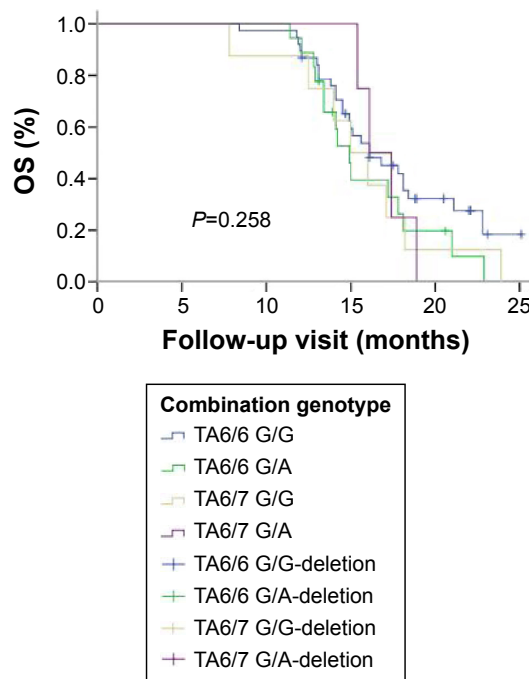 1.0
0.8
0.6
0.4
0.2
0.0
OS (%)
P=0.258
0 5 10 15 20 25
Follow-up visit (months)
Combination genotype
TA6/6 G/G
TA6/6 G/A
TA6/7 G/G
TA6/7 G/A
TA6/6 G/G-deletion
TA6/6 G/A-deletion
TA6/7 G/G-deletion
TA6/7 G/A-deletion